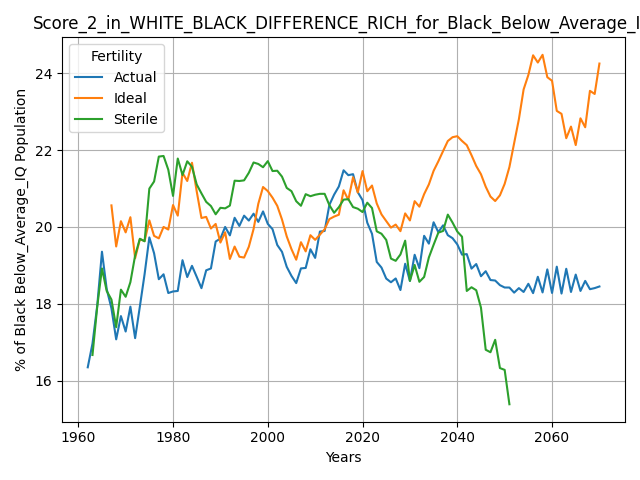 Score_2_in_WHITE_BLACK_DIFFERENCE_RICH_for_Black_Below_Average_I
Fertility
Actual
Ideal
Sterile
% of Black Below_Average_IQ Population
24
22
20
18
16
1960
1980
2000
2020
2040
2060
Years